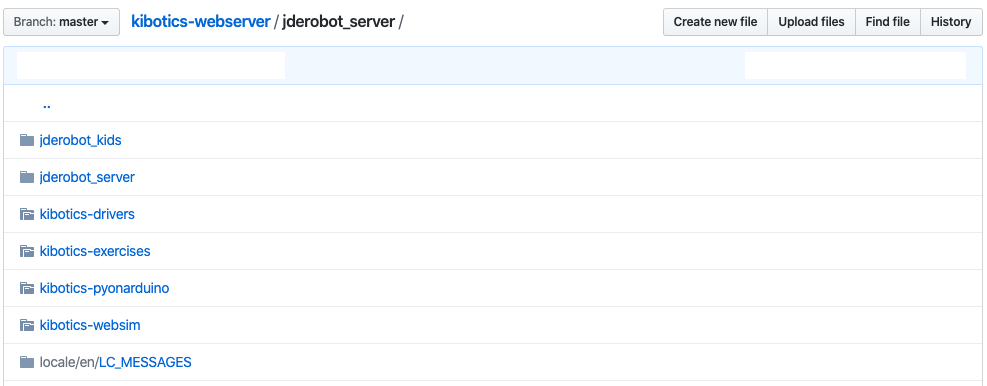 Branch: master kibotics-webserver / jderobot_server / Create new file Upload files Find file History
..
jderobot_kids
jderobot_server
kibotics-drivers
kibotics-exercises
kibotics-pyonarduino
kibotics-websim
locale/en/LC_MESSAGES